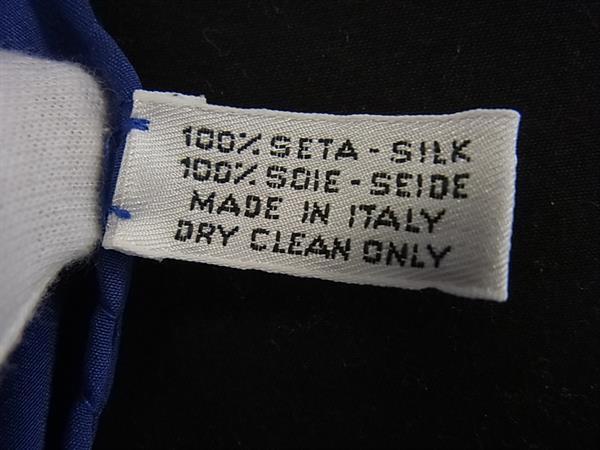 100% SETA - SILK
100% SOIE - SEIDE
MADE IN ITALY
DRY CLEAN ONLY